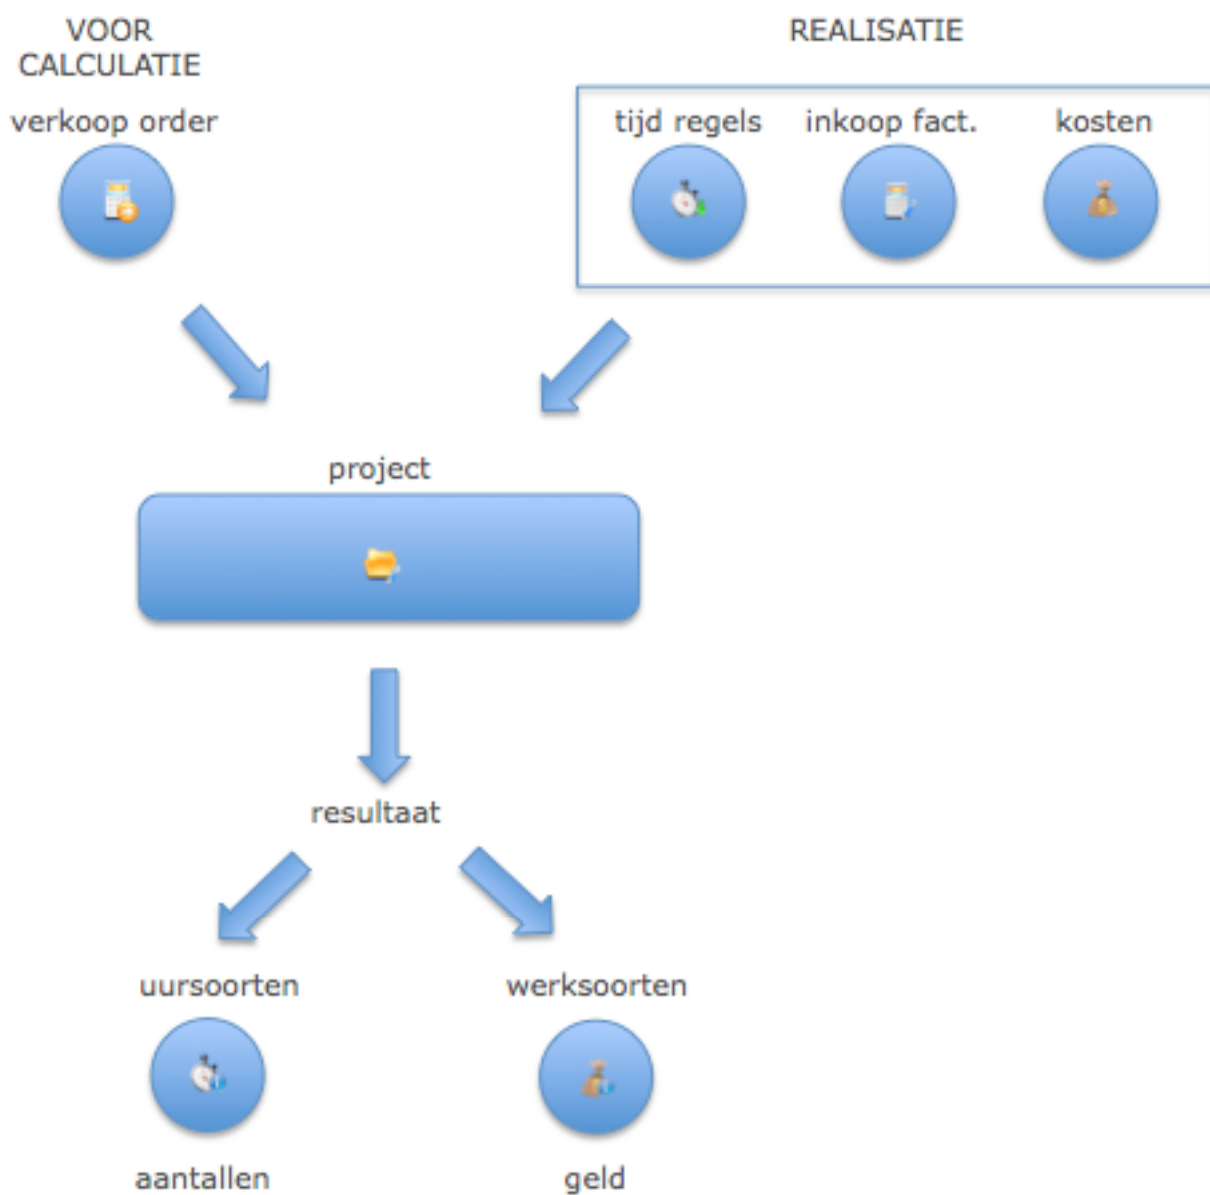 VOOR
CALCULATIE
REALISATIE
verkoop order
tijd regels
inkoop fact.
kosten
project
resultaat
uursoorten
werksoorten
aantallen
geld